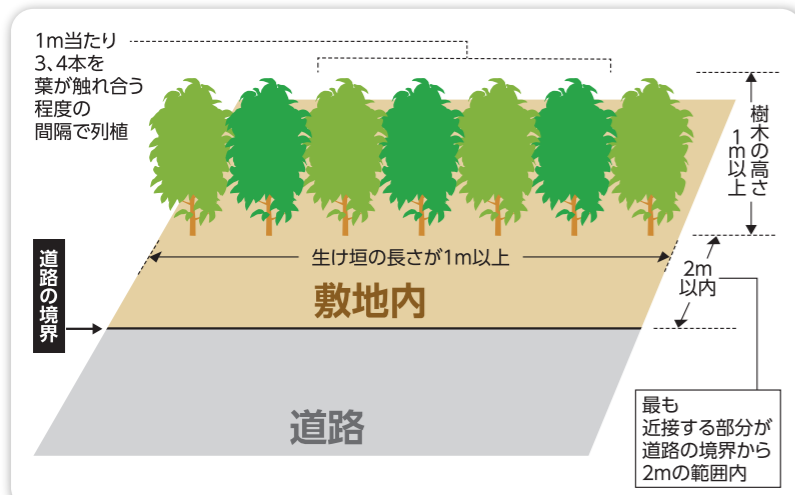 1m当たり
3、4本を
葉が触れ合う
程度の
間隔で列植
樹木の高さ
1m以上
生け垣の長さが1m以上
2m
以内
敷地内
道路の境界
道路
最も
近接する部分が
道路の境界から
2mの範囲内